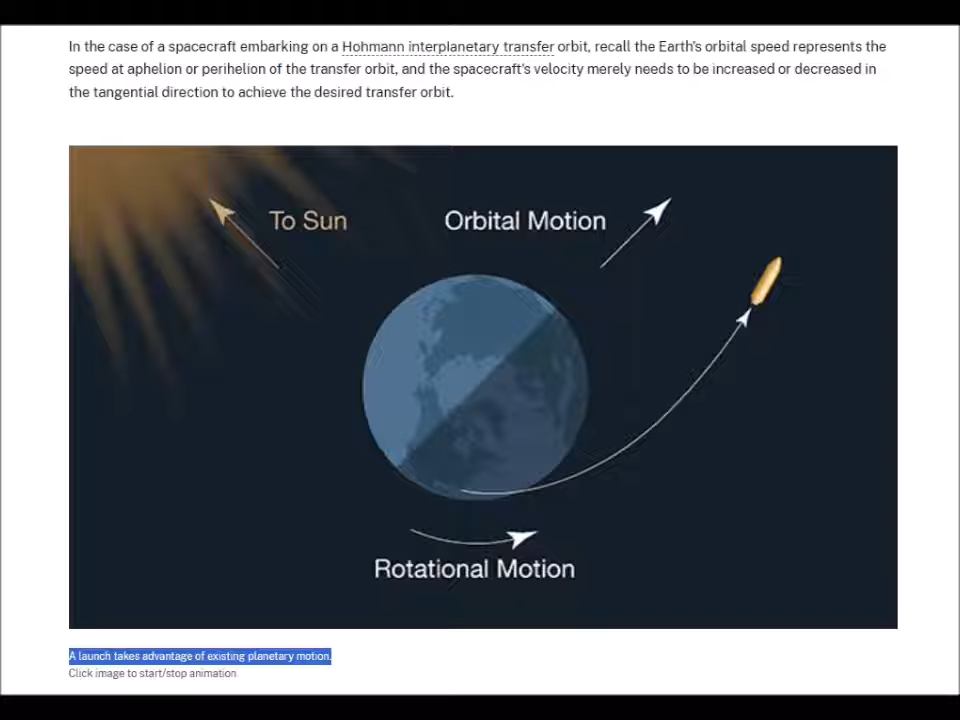 In the case of a spacecraft embarking on a Hohmann interplanetary transfer orbit, recall the Earth's orbital speed represents the
speed at aphelion or perihelion of the transfer orbit, and the spacecraft's velocity merely needs to be increased or decreased in
the tangential direction to achieve the desired transfer orbit.
To Sun
Orbital Motion
Rotational Motion
A launch takes advantage of existing planetary motion.
Click image to start/stop animation